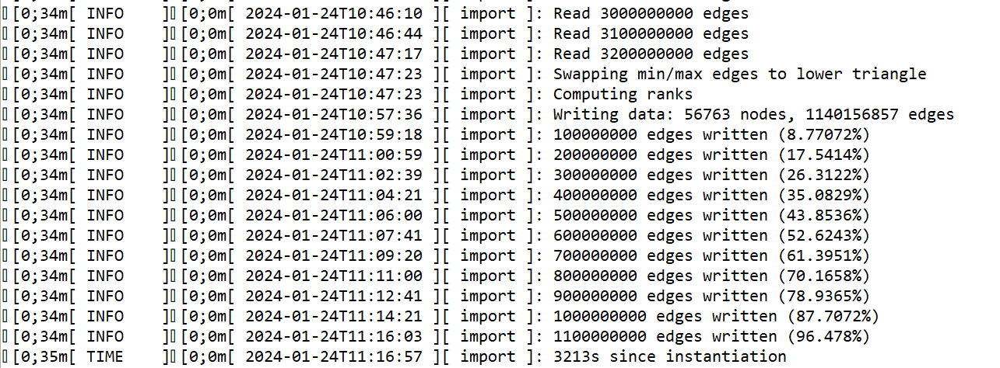 [0;34m[ INFO    ][0;0m[ 2024-01-24T10:46:10 ][ import ]: Read 3000000000 edges
[0;34m[ INFO    ][0;0m[ 2024-01-24T10:46:44 ][ import ]: Read 3100000000 edges
[0;34m[ INFO    ][0;0m[ 2024-01-24T10:47:17 ][ import ]: Read 3200000000 edges
[0;34m[ INFO    ][0;0m[ 2024-01-24T10:47:23 ][ import ]: Swapping min/max edges to lower triangle
[0;34m[ INFO    ][0;0m[ 2024-01-24T10:47:23 ][ import ]: Computing ranks
[0;34m[ INFO    ][0;0m[ 2024-01-24T10:57:36 ][ import ]: Writing data: 56763 nodes, 1140156857 edges
[0;34m[ INFO    ][0;0m[ 2024-01-24T10:59:18 ][ import ]: 100000000 edges written (8.77072%)
[0;34m[ INFO    ][0;0m[ 2024-01-24T11:00:59 ][ import ]: 200000000 edges written (17.5414%)
[0;34m[ INFO    ][0;0m[ 2024-01-24T11:02:39 ][ import ]: 300000000 edges written (26.3122%)
[0;34m[ INFO    ][0;0m[ 2024-01-24T11:04:21 ][ import ]: 400000000 edges written (35.0829%)
[0;34m[ INFO    ][0;0m[ 2024-01-24T11:06:00 ][ import ]: 500000000 edges written (43.8536%)
[0;34m[ INFO    ][0;0m[ 2024-01-24T11:07:41 ][ import ]: 600000000 edges written (52.6243%)
[0;34m[ INFO    ][0;0m[ 2024-01-24T11:09:20 ][ import ]: 700000000 edges written (61.3951%)
[0;34m[ INFO    ][0;0m[ 2024-01-24T11:11:00 ][ import ]: 800000000 edges written (70.1658%)
[0;34m[ INFO    ][0;0m[ 2024-01-24T11:12:41 ][ import ]: 900000000 edges written (78.9365%)
[0;34m[ INFO    ][0;0m[ 2024-01-24T11:14:21 ][ import ]: 1000000000 edges written (87.7072%)
[0;34m[ INFO    ][0;0m[ 2024-01-24T11:16:03 ][ import ]: 1100000000 edges written (96.478%)
[0;35m[ TIME    ][0;0m[ 2024-01-24T11:16:57 ][ import ]: 3213s since instantiation